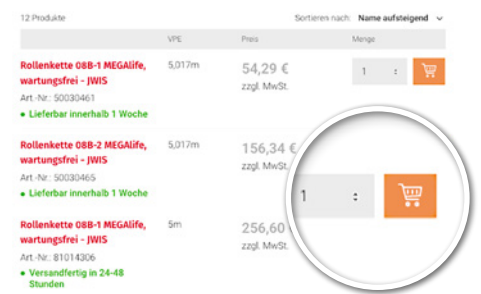 12 Produkte Sortieren nach: Name aufsteigend
VPE Preis Menge
Rollenkette 08B-1 MEGAlife, 5,017m 54,29 € 1
wartungsfrei - JWIS zzgl. MwSt.
Art.-Nr.: 50030461
• Lieferbar innerhalb 1 Woche
Rollenkette 08B-2 MEGAlife, 5,017m 156,34 €
wartungsfrei - JWIS zzgl. MwSt.
Art.-Nr.: 50030465
• Lieferbar innerhalb 1 Woche
1
Rollenkette 08B-1 MEGAlife, 5m 256,60
wartungsfrei - JWIS zzgl. MwSt.
Art.-Nr.: 81014306
• Versandfertig in 24-48
Stunden